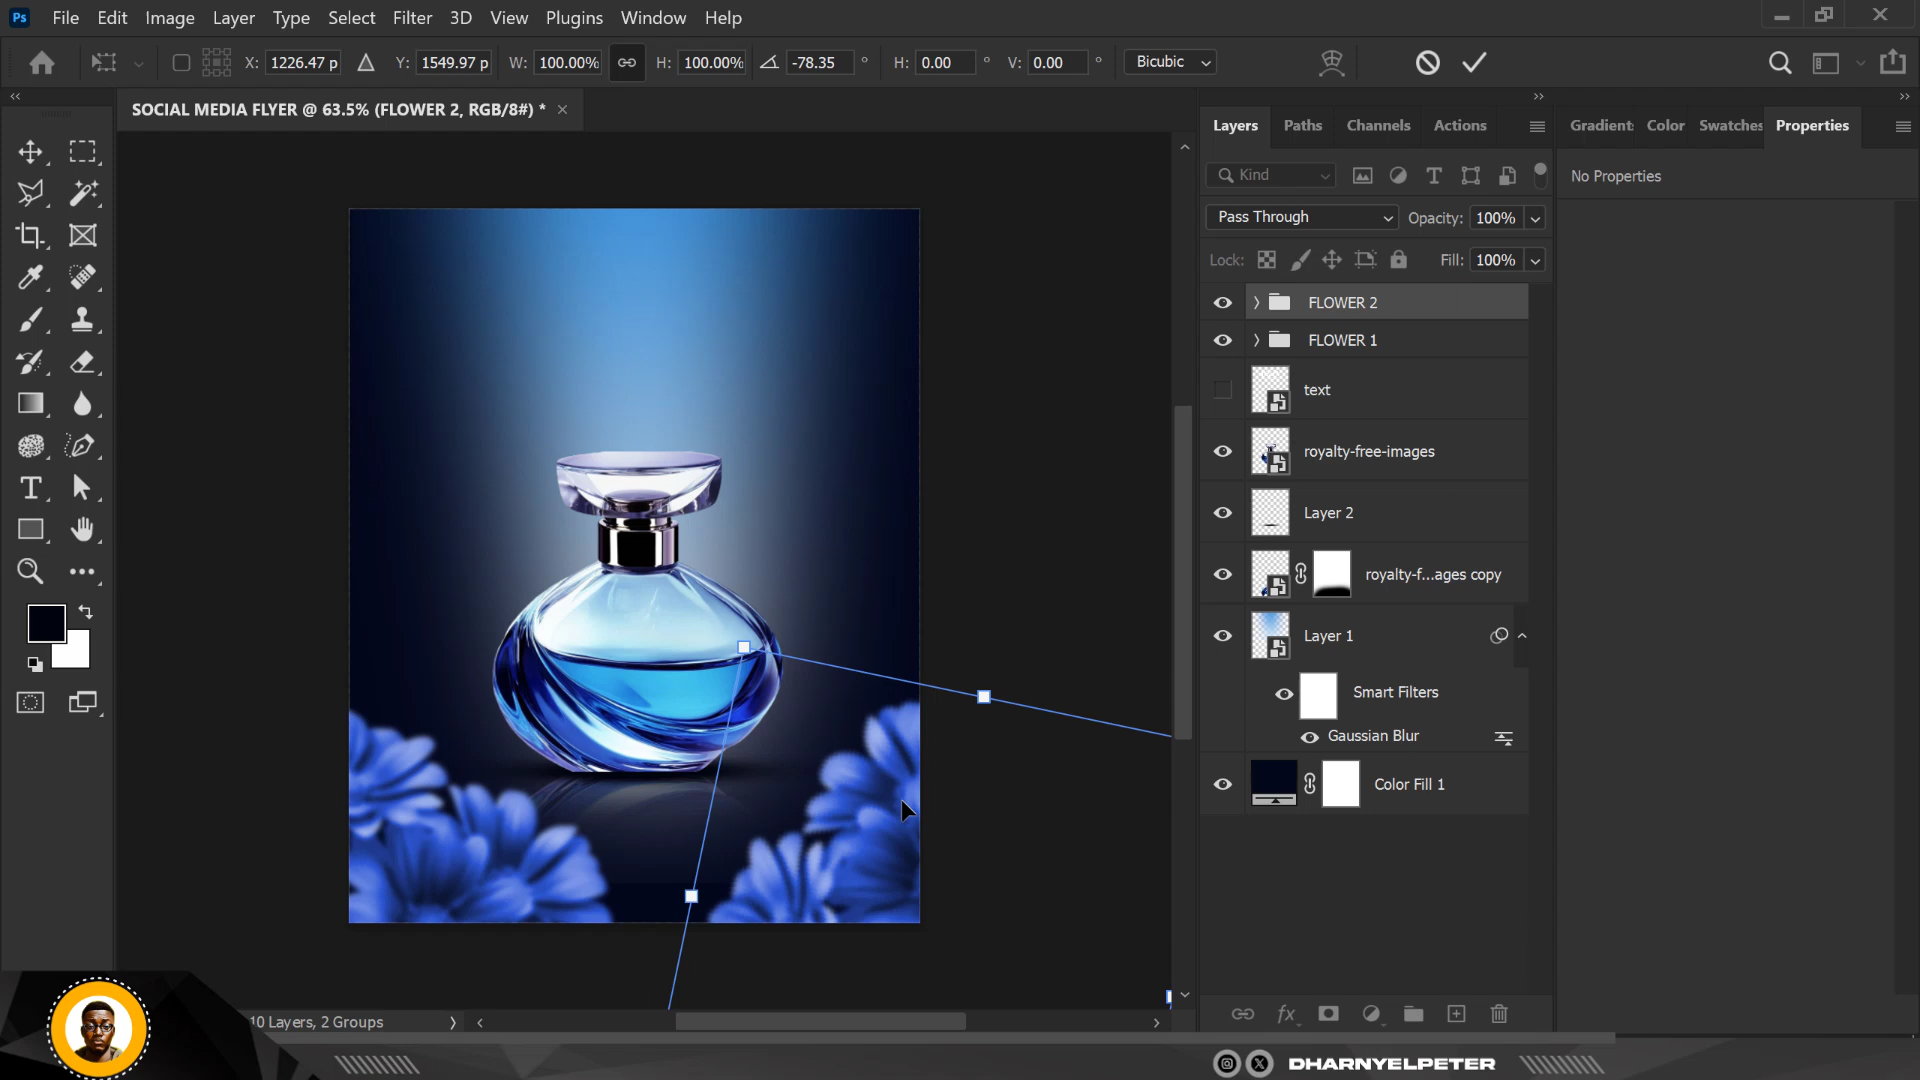 Ps File Edit Image Layer Type Select Filter 3D View Plugins Window Help
X: 1226.47 p Y: 1549.97 p W: 100.00% H: 100.00% -78.35 ° H: 0.00 ° V: 0.00 ° Bicubic
SOCIAL MEDIA FLYER @ 63.5% (FLOWER 2, RGB/8#) * ×
Layers Paths Channels Actions
Gradient Color Swatches Properties
Kind
No Properties
Pass Through Opacity: 100%
Lock: Fill: 100%
FLOWER 2
FLOWER 1
text
royalty-free-images
Layer 2
royalty-f...ages copy
Layer 1
Smart Filters
Gaussian Blur
Color Fill 1
10 Layers, 2 Groups
fx
DHARNYELPETER